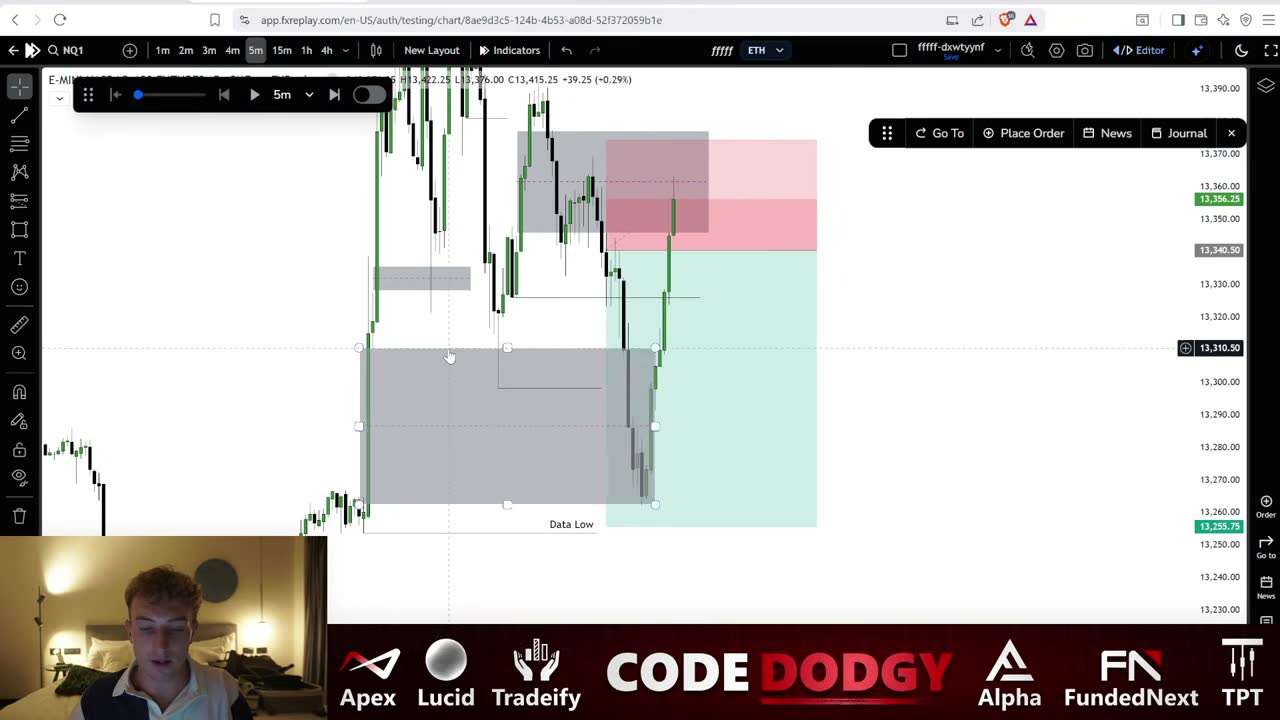 app.fxreplay.com/en-US/auth/testing/chart/8ae9d3c5-124b-4b53-a08d-52f372059b1e
NQ1 1m 2m 3m 4m 5m 15m 1h 4h New Layout Indicators fffff ETH fffff-dxwtyynf Save Editor
H13,422.25 L13,376.00 C13,415.25 +39.25 (+0.29%)
5m
Go To Place Order News Journal
13,390.00
13,370.00
13,360.00
13,356.25
13,350.00
13,340.50
13,330.00
13,320.00
13,310.50
13,300.00
13,290.00
13,280.00
13,270.00
13,260.00
13,255.75
13,250.00
13,240.00
13,230.00
Data Low
Order
Go to
News
Apex Lucid Tradeify CODE DODGY Alpha FN FundedNext TPT